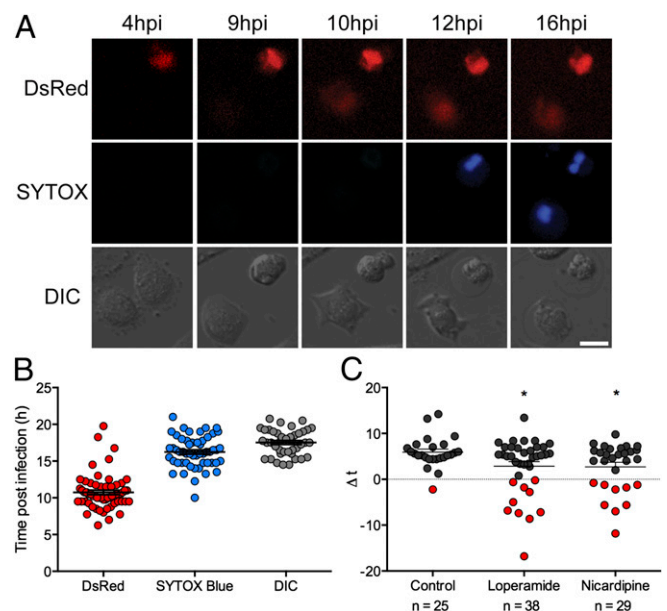 A
4hpi 9hpi 10hpi 12hpi 16hpi
DsRed
SYTOX
DIC
B
Time post infection (h)
25
20
15
10
5
0
DsRed SYTOX Blue DIC
C
Δt
20
10
0
-10
-20
* *
Control Loperamide Nicardipine
n = 25 n = 38 n = 29